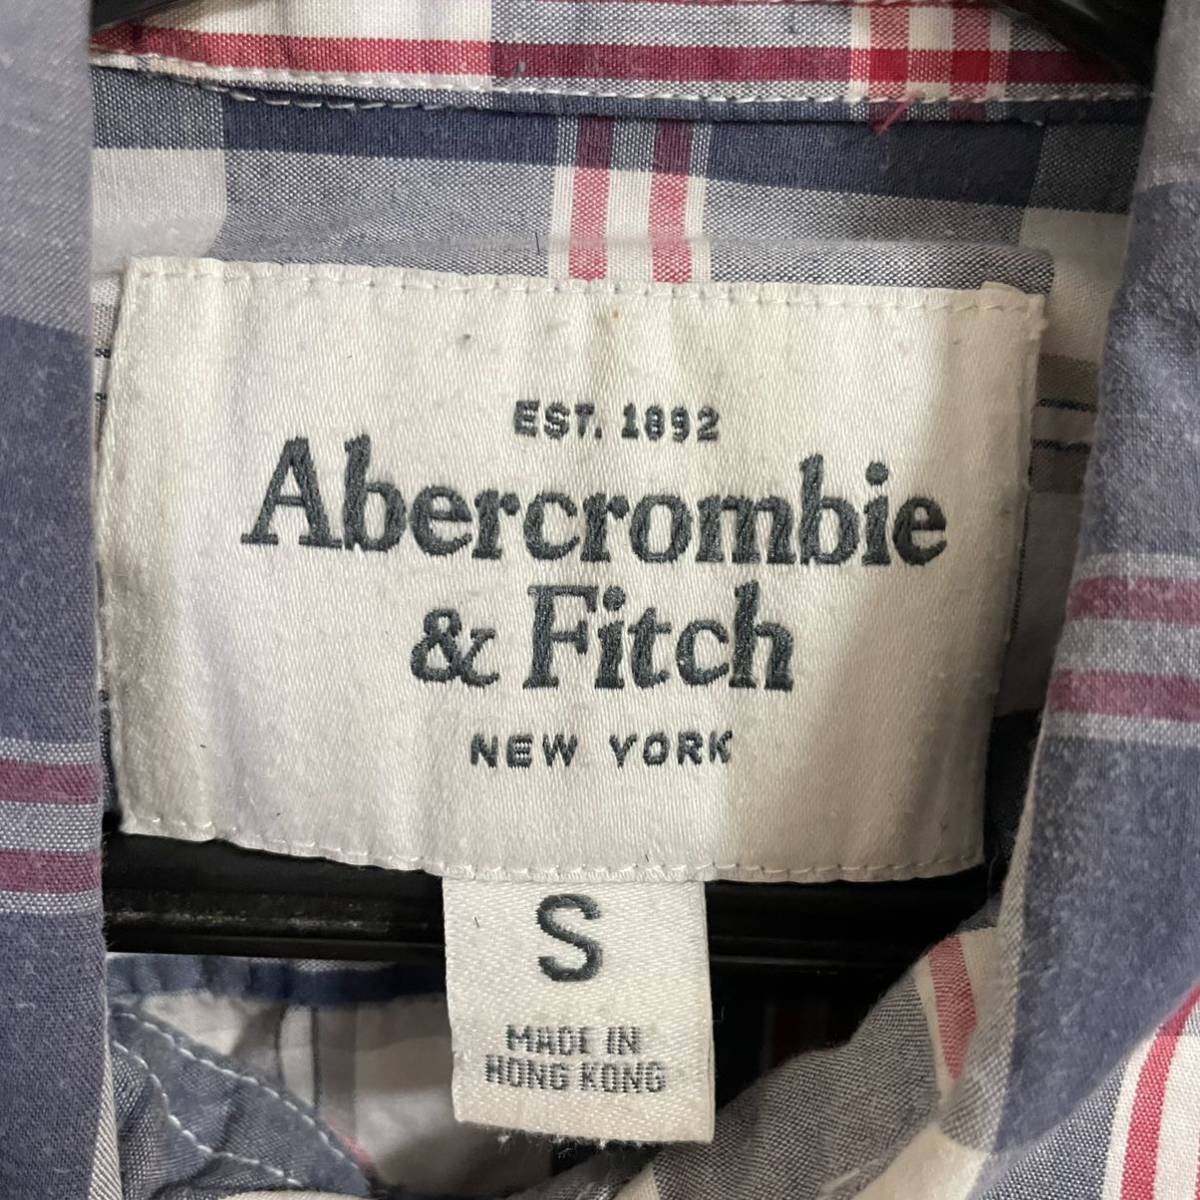 EST. 1892
Abercrombie
& Fitch
NEW YORK
S
MADE IN
HONG KONG